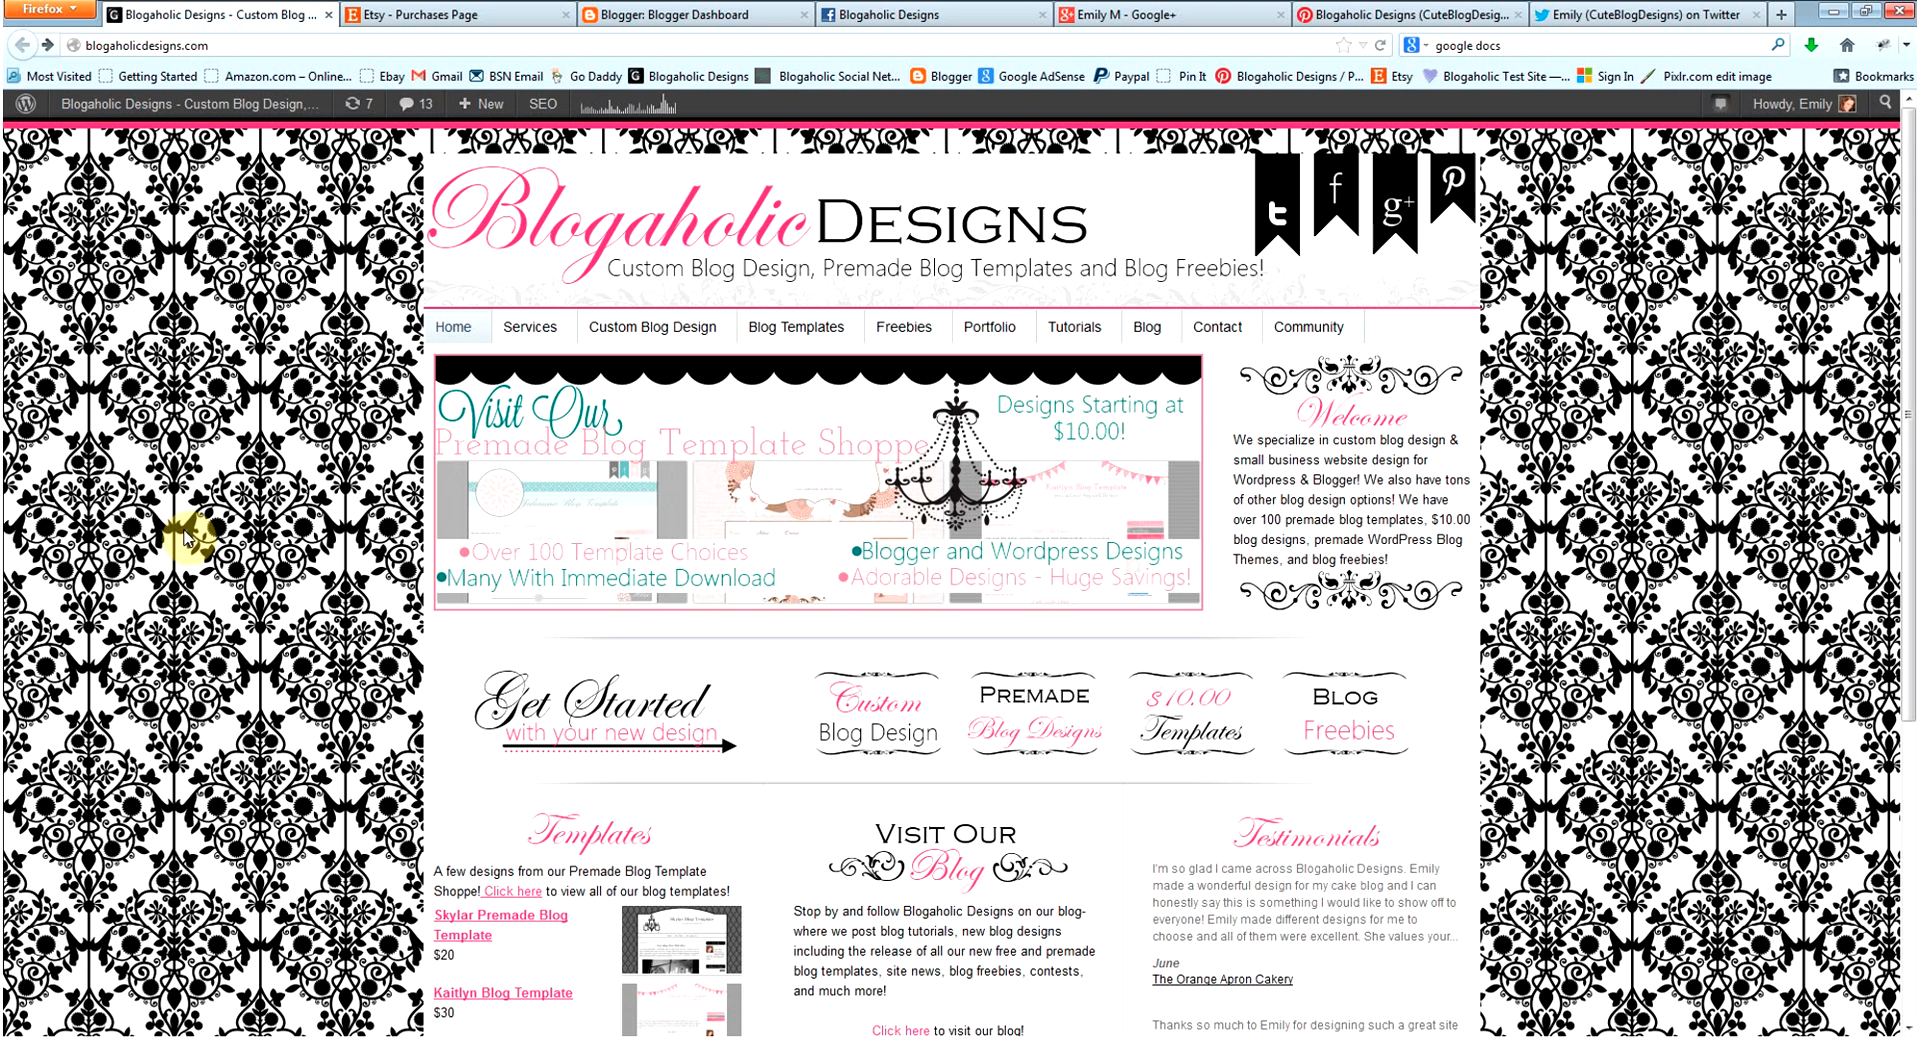 Firefox
Blogaholic Designs - Custom Blog ...
Etsy - Purchases Page
Blogger: Blogger Dashboard
Blogaholic Designs
Emily M - Google+
Blogaholic Designs (CuteBlogDesig...
Emily (CuteBlogDesigns) on Twitter
blogaholicdesigns.com
google docs
Most Visited
Getting Started
Amazon.com – Online...
Ebay
Gmail
BSN Email
Go Daddy
Blogaholic Designs
Blogaholic Social Net...
Blogger
Google AdSense
Paypal
Pin It
Blogaholic Designs / P...
Etsy
Blogaholic Test Site —...
Sign In
Pixlr.com edit image
Bookmarks
Blogaholic Designs - Custom Blog Design,...
7
13
+ New
SEO
Howdy, Emily
Blogaholic DESIGNS
Custom Blog Design, Premade Blog Templates and Blog Freebies!
t
f
g+
Home
Services
Custom Blog Design
Blog Templates
Freebies
Portfolio
Tutorials
Blog
Contact
Community
Visit Our
Premade Blog Template Shoppe
Designs Starting at
$10.00!
Kaitlyn Blog Template
•Over 100 Template Choices
•Many With Immediate Download
•Blogger and Wordpress Designs
•Adorable Designs - Huge Savings!
Welcome
We specialize in custom blog design &
small business website design for
Wordpress & Blogger! We also have tons
of other blog design options! We have
over 100 premade blog templates, $10.00
blog designs, premade WordPress Blog
Themes, and blog freebies!
Get Started
with your new design
Custom
Blog Design
PREMADE
Blog Designs
$10.00
Templates
BLOG
Freebies
Templates
A few designs from our Premade Blog Template
Shoppe! Click here to view all of our blog templates!
Skylar Premade Blog
Template
$20
Skylar Blog Template
Kaitlyn Blog Template
$30
VISIT OUR
Blog
Stop by and follow Blogaholic Designs on our blog-
where we post blog tutorials, new blog designs
including the release of all our new free and premade
blog templates, site news, blog freebies, contests,
and much more!
Click here to visit our blog!
Testimonials
I'm so glad I came across Blogaholic Designs. Emily
made a wonderful design for my cake blog and I can
honestly say this is something I would like to show off to
everyone! Emily made different designs for me to
choose and all of them were excellent. She values your...
June
The Orange Apron Cakery
Thanks so much to Emily for designing such a great site